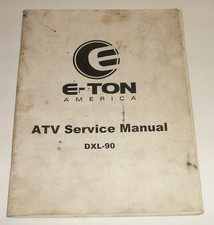 E-TON
AMERICA
ATV Service Manual
DXL-90